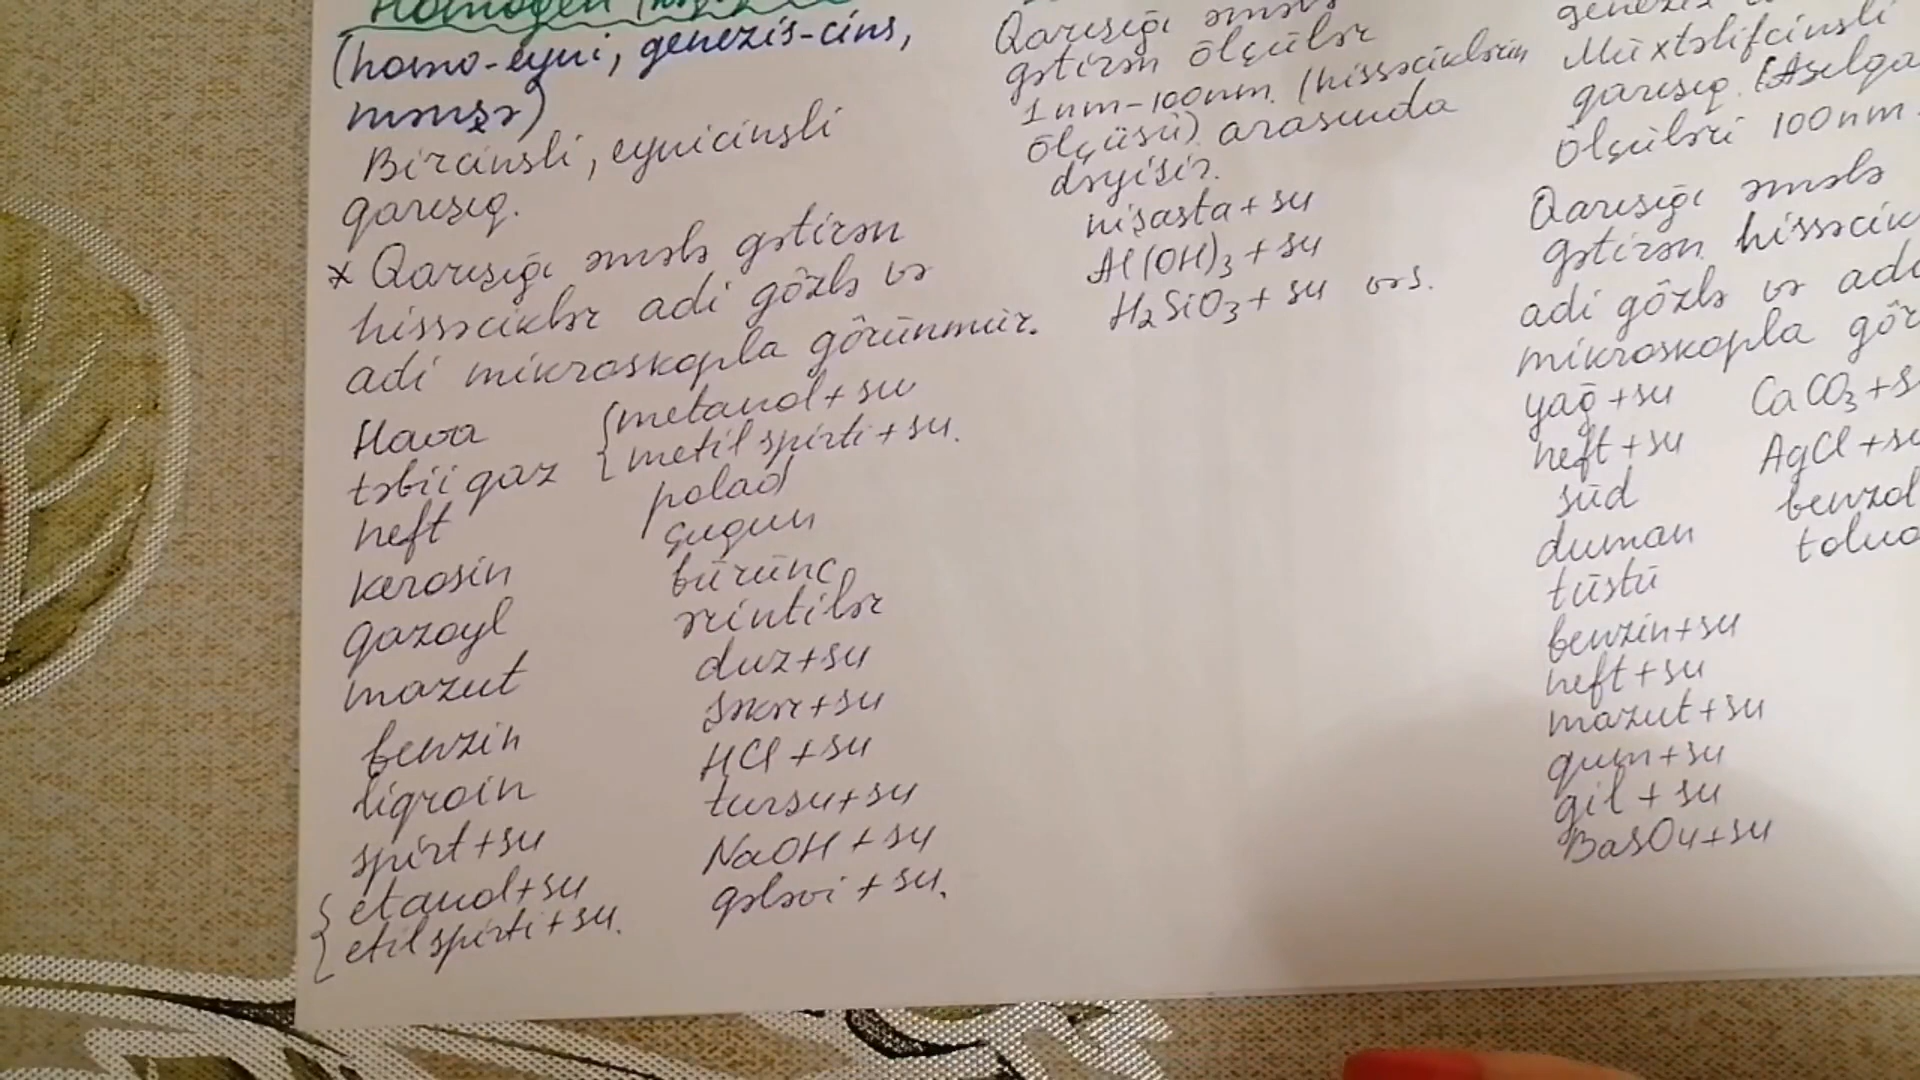 Homogen
(homo-eyni, genezis-cins,
mənşə)
Bircinsli, eynicinsli
qarışıq.
* Qarışığı əmələ gətirən
hissəciklər adi gözlə və
adi mikroskopla görünmür.
Hava
təbii qaz
neft
kerosin
qazoyl
mazut
benzin
liqroin
spirt+su
etanol+su
etil spirti+su.
metanol+su
metil spirti+su.
polad
çuqun
bürünc
ərintilər
duz+su
şəkər+su
HCl+su
turşu+su
NaOH+su
qələvi+su.
Qarışığı əmələ
gətirən ölçülər
1nm-100nm. (hissəciklərin
ölçüsü) arasında
dəyişir.
nişasta+su
Al(OH)3+su
H2SiO3+su və s.
Müxtəlifcinsli
qarışıq.
ölçüləri 100nm.
Qarışığı əmələ
gətirən
adi gözlə və
mikroskopla
yağ+su
neft+su
süd
duman
tüstü
benzin+su
neft+su
mazut+su
qum+su
gil+su
BaSO4+su
CaCO3+
AgCl+su
benzol